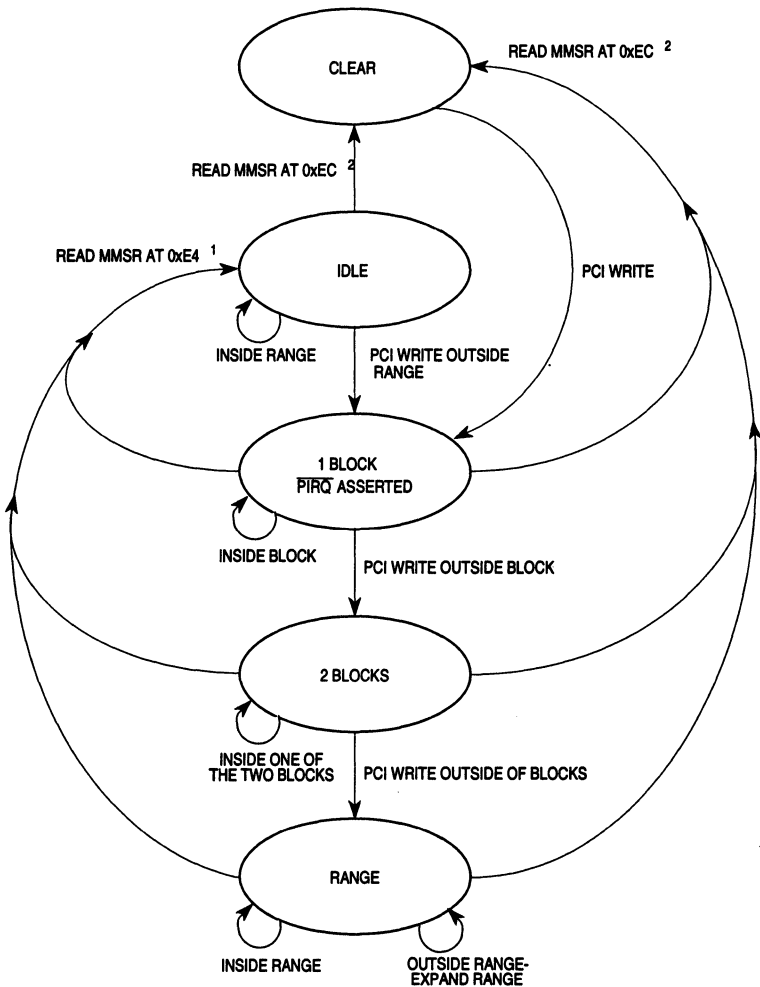 CLEAR
READ MMSR AT 0xEC 2
READ MMSR AT 0xEC 2
READ MMSR AT 0xE4 1
IDLE
PCI WRITE
INSIDE RANGE
PCI WRITE OUTSIDE
RANGE
1 BLOCK
PIRQ ASSERTED
INSIDE BLOCK
PCI WRITE OUTSIDE BLOCK
2 BLOCKS
INSIDE ONE OF
THE TWO BLOCKS
PCI WRITE OUTSIDE OF BLOCKS
RANGE
INSIDE RANGE
OUTSIDE RANGE-
EXPAND RANGE